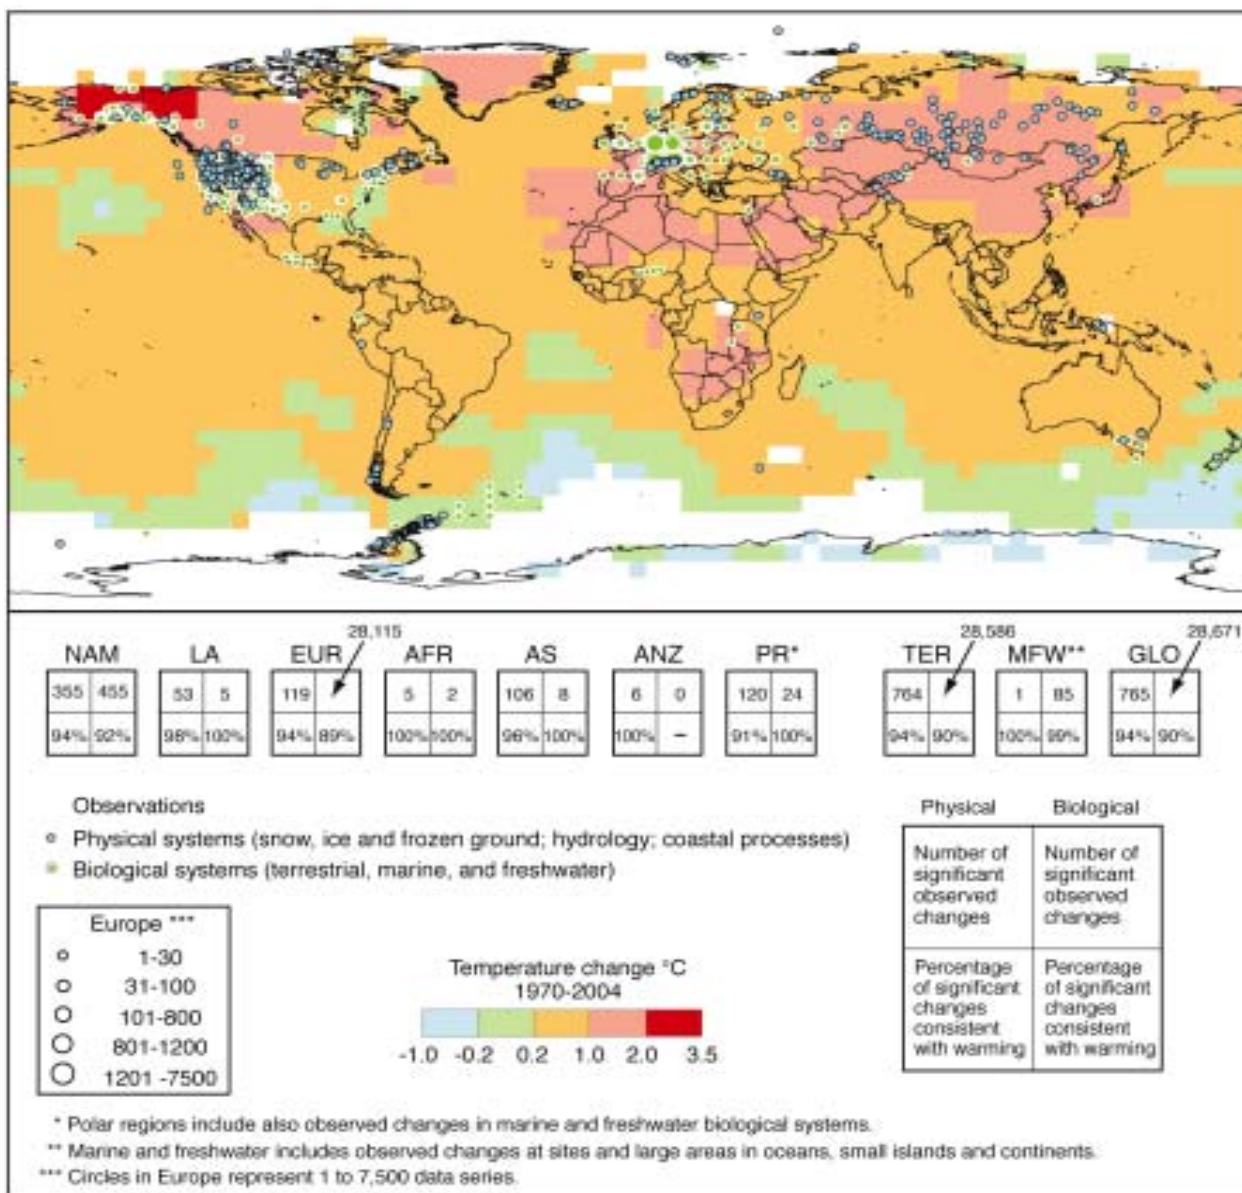 28,115 28,586 28,671
NAM LA EUR AFR AS ANZ PR* TER MFW** GLO
355 455 53 5 119 5 2 106 8 6 0 120 24 764 1 85 765
94% 92% 98% 100% 94% 89% 100% 100% 96% 100% 100% – 91% 100% 94% 90% 100% 99% 94% 90%
Observations
Physical systems (snow, ice and frozen ground; hydrology; coastal processes)
Biological systems (terrestrial, marine, and freshwater)
Europe ***
1-30
31-100
101-800
801-1200
1201 -7500
Temperature change °C
1970-2004
-1.0 -0.2 0.2 1.0 2.0 3.5
Physical Biological
Number of significant observed changes
Number of significant observed changes
Percentage of significant changes consistent with warming
Percentage of significant changes consistent with warming
* Polar regions include also observed changes in marine and freshwater biological systems.
** Marine and freshwater includes observed changes at sites and large areas in oceans, small islands and continents.
*** Circles in Europe represent 1 to 7,500 data series.